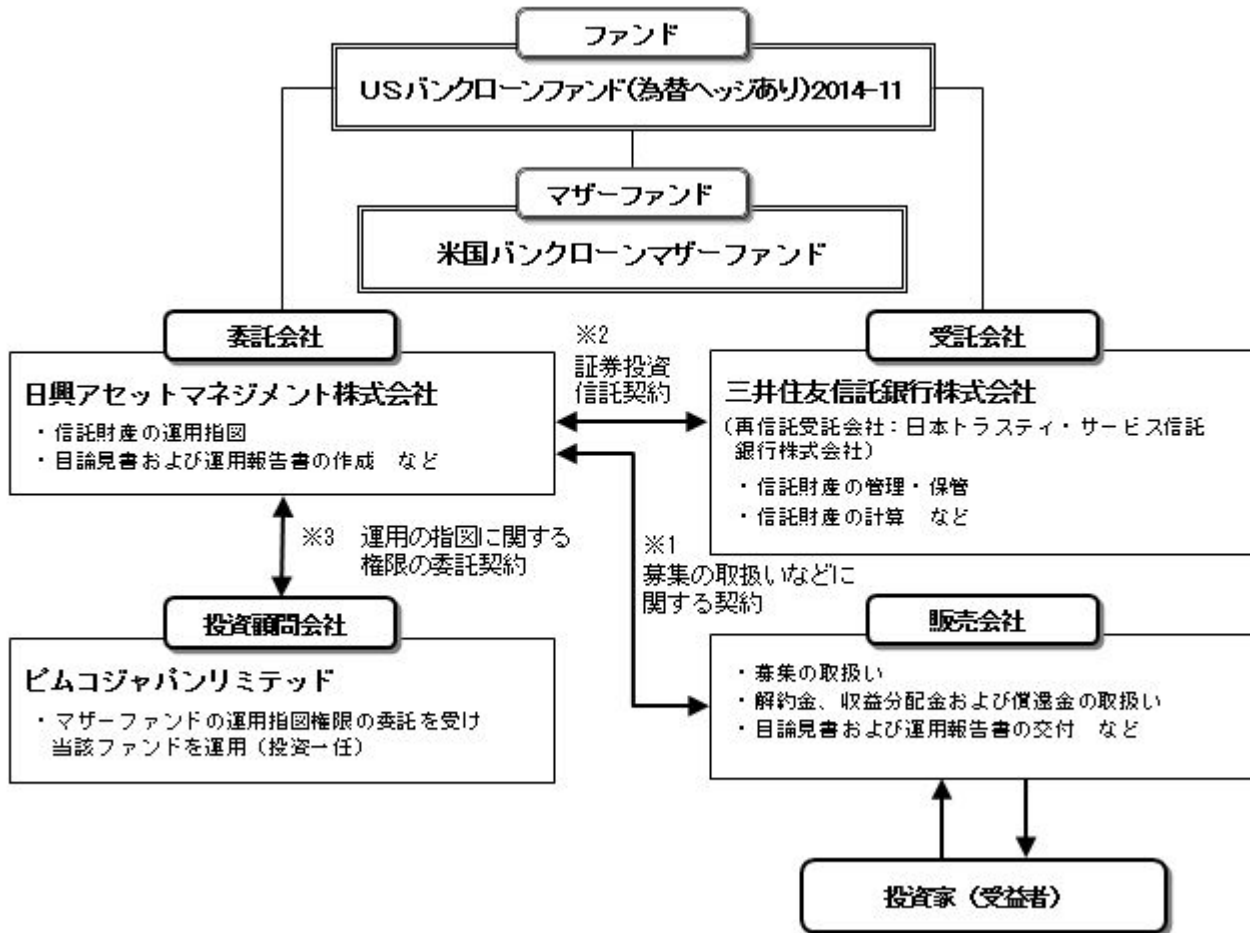 ファンド
USバンクローンファンド(為替ヘッジあり)2014-11
マザーファンド
米国バンクローンマザーファンド
委託会社
日興アセットマネジメント株式会社
・信託財産の運用指図
・目論見書および運用報告書の作成　など
※2
証券投資
信託契約
受託会社
三井住友信託銀行株式会社
(再信託受託会社：日本トラスティ・サービス信託
銀行株式会社)
・信託財産の管理・保管
・信託財産の計算　など
※3　運用の指図に関する
権限の委託契約
※1
募集の取扱いなどに
関する契約
投資顧問会社
ピムコジャパンリミテッド
・マザーファンドの運用指図権限の委託を受け
当該ファンドを運用（投資一任）
販売会社
・募集の取扱い
・解約金、収益分配金および償還金の取扱い
・目論見書および運用報告書の交付　など
投資家（受益者）